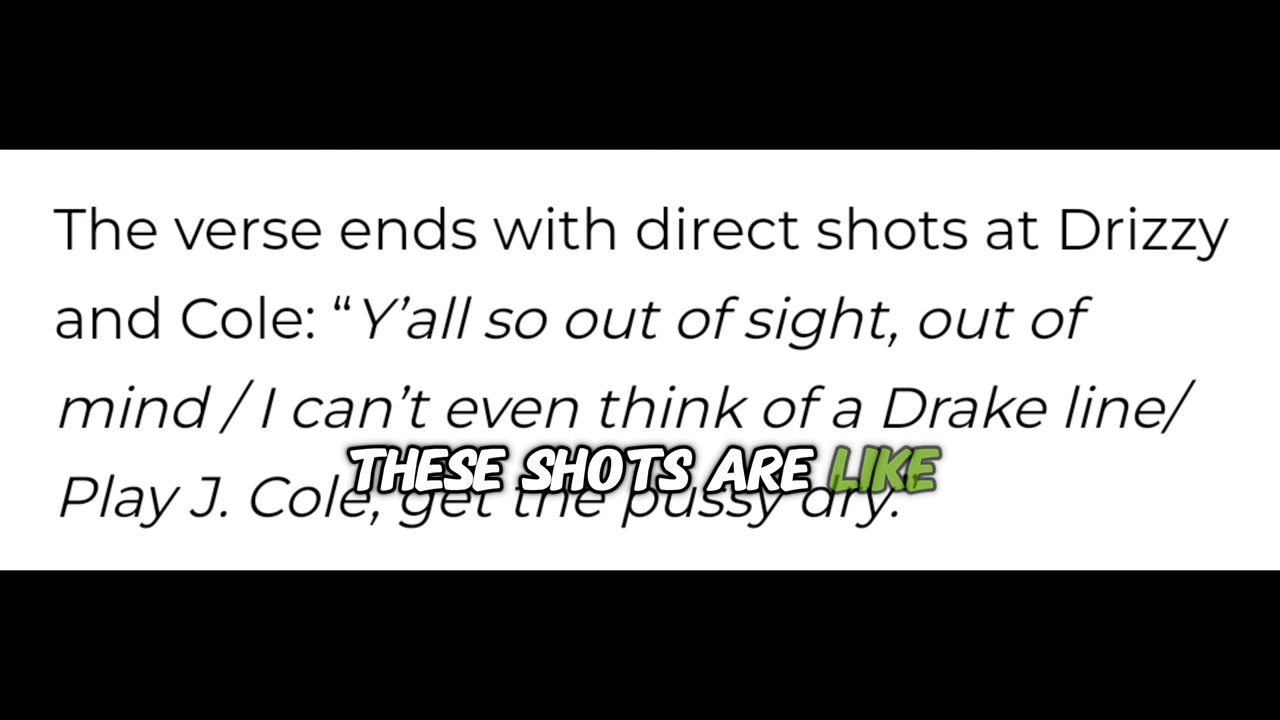 The verse ends with direct shots at Drizzy
and Cole: “Y’all so out of sight, out of
mind / I can’t even think of a Drake line/
THESE SHOTS ARE LIKE
Play J. Cole, get the pussy dry.”